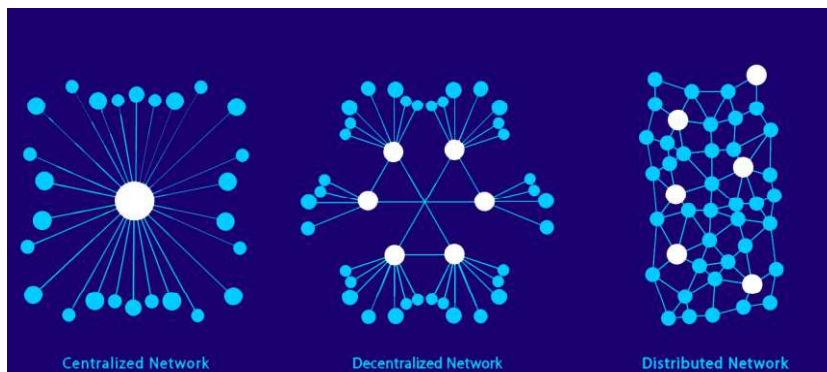 Centralized Network
Decentralized Network
Distributed Network